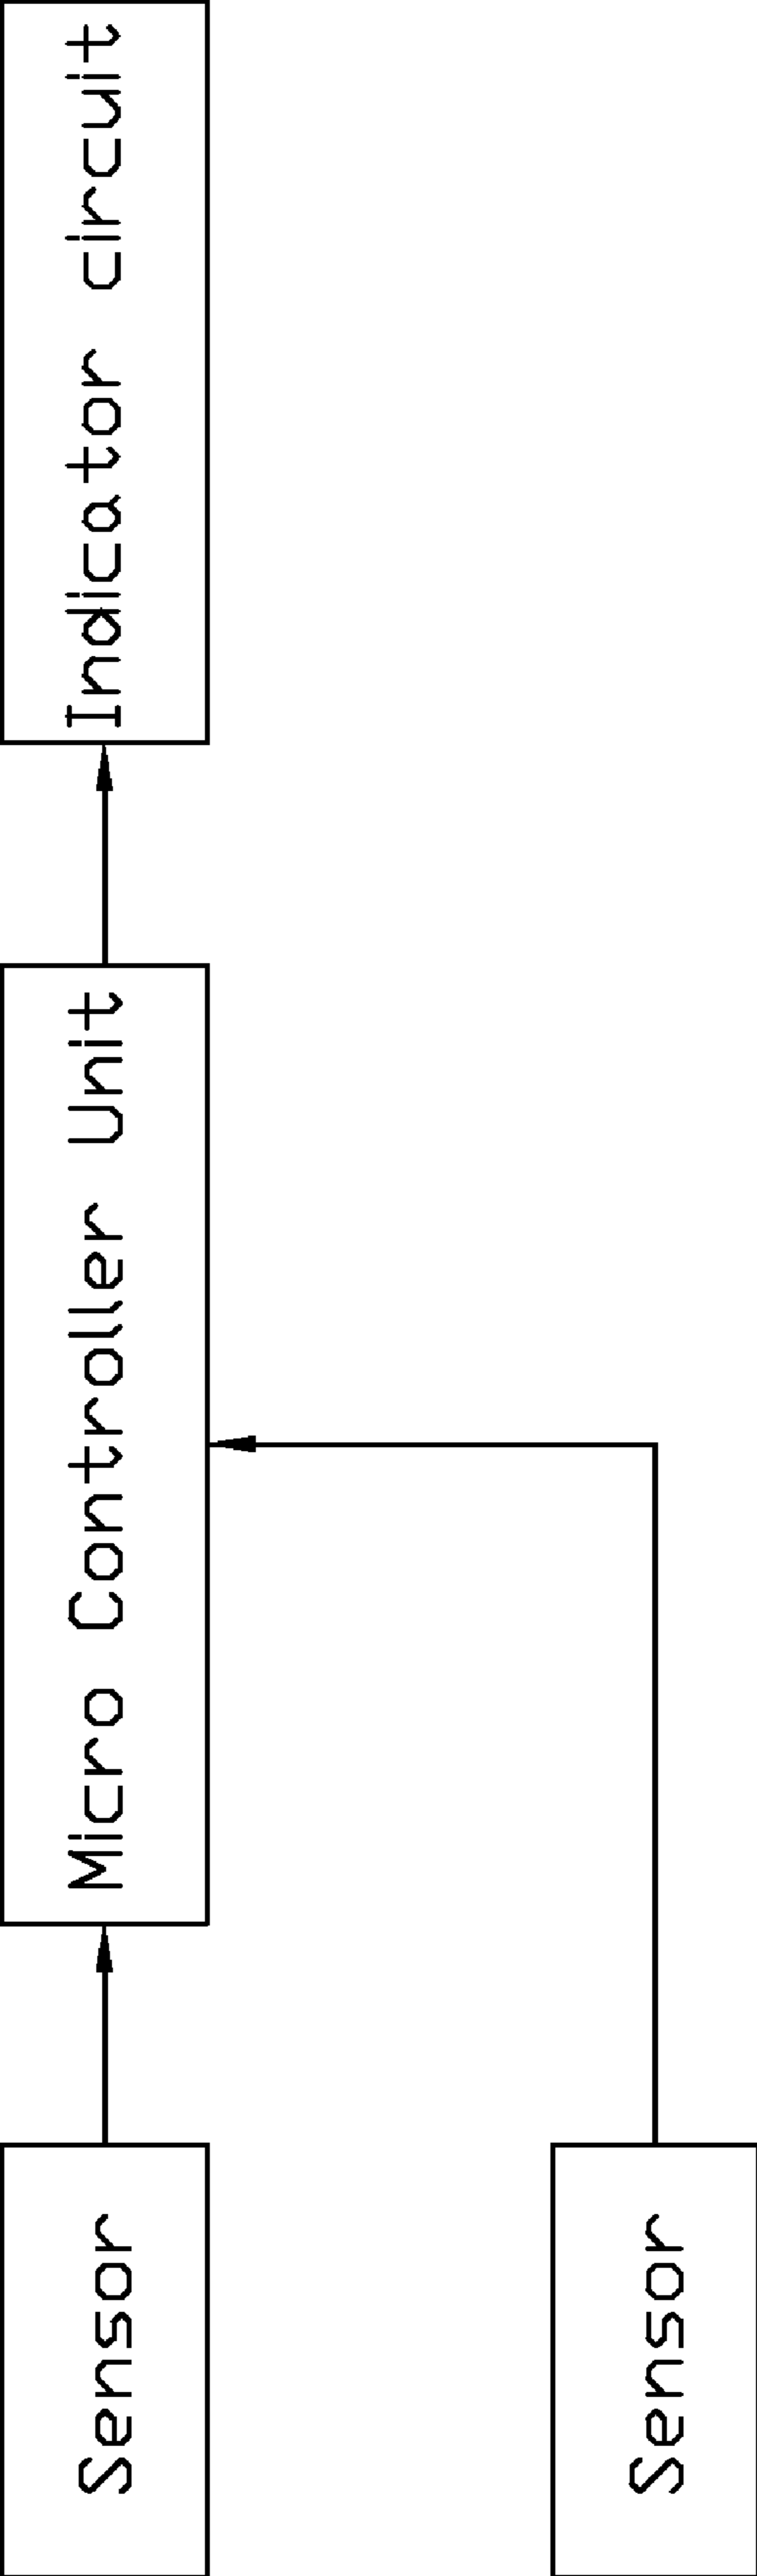 Sensor
Micro Controller Unit
Indicator circuit
Sensor